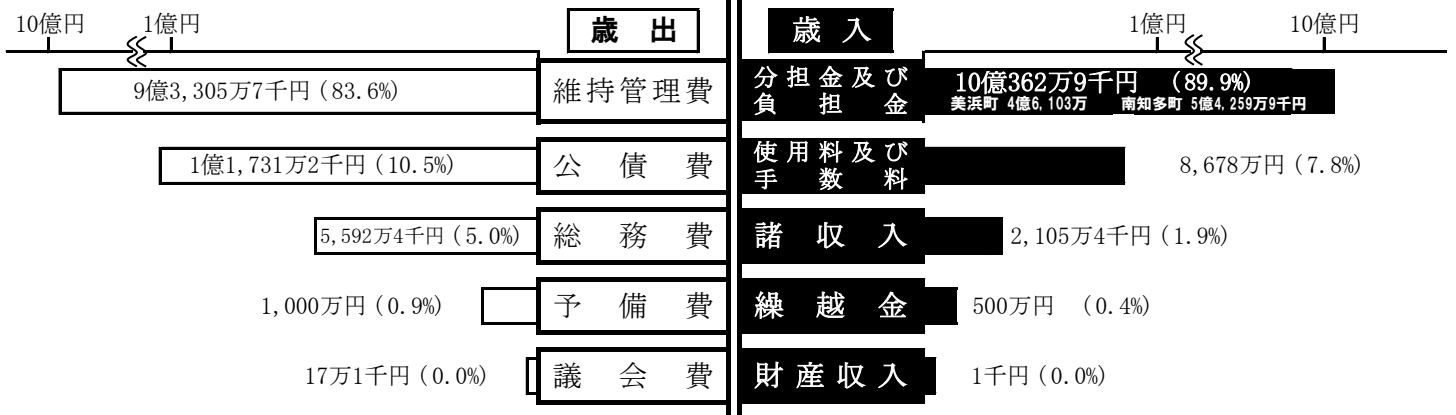 10億円 1億円 歳出
9億3,305万7千円(83.6%) 維持管理費
1億1,731万2千円(10.5%) 公債費
5,592万4千円(5.0%) 総務費
1,000万円(0.9%) 予備費
17万1千円(0.0%) 議会費
歳入 1億円 10億円
分担金及び
負担金
10億362万9千円 (89.9%)
美浜町 4億6,103万 南知多町 5億4,259万9千円
使用料及び
手数料
8,678万円(7.8%)
諸収入 2,105万4千円(1.9%)
繰越金 500万円 (0.4%)
財産収入 1千円(0.0%)